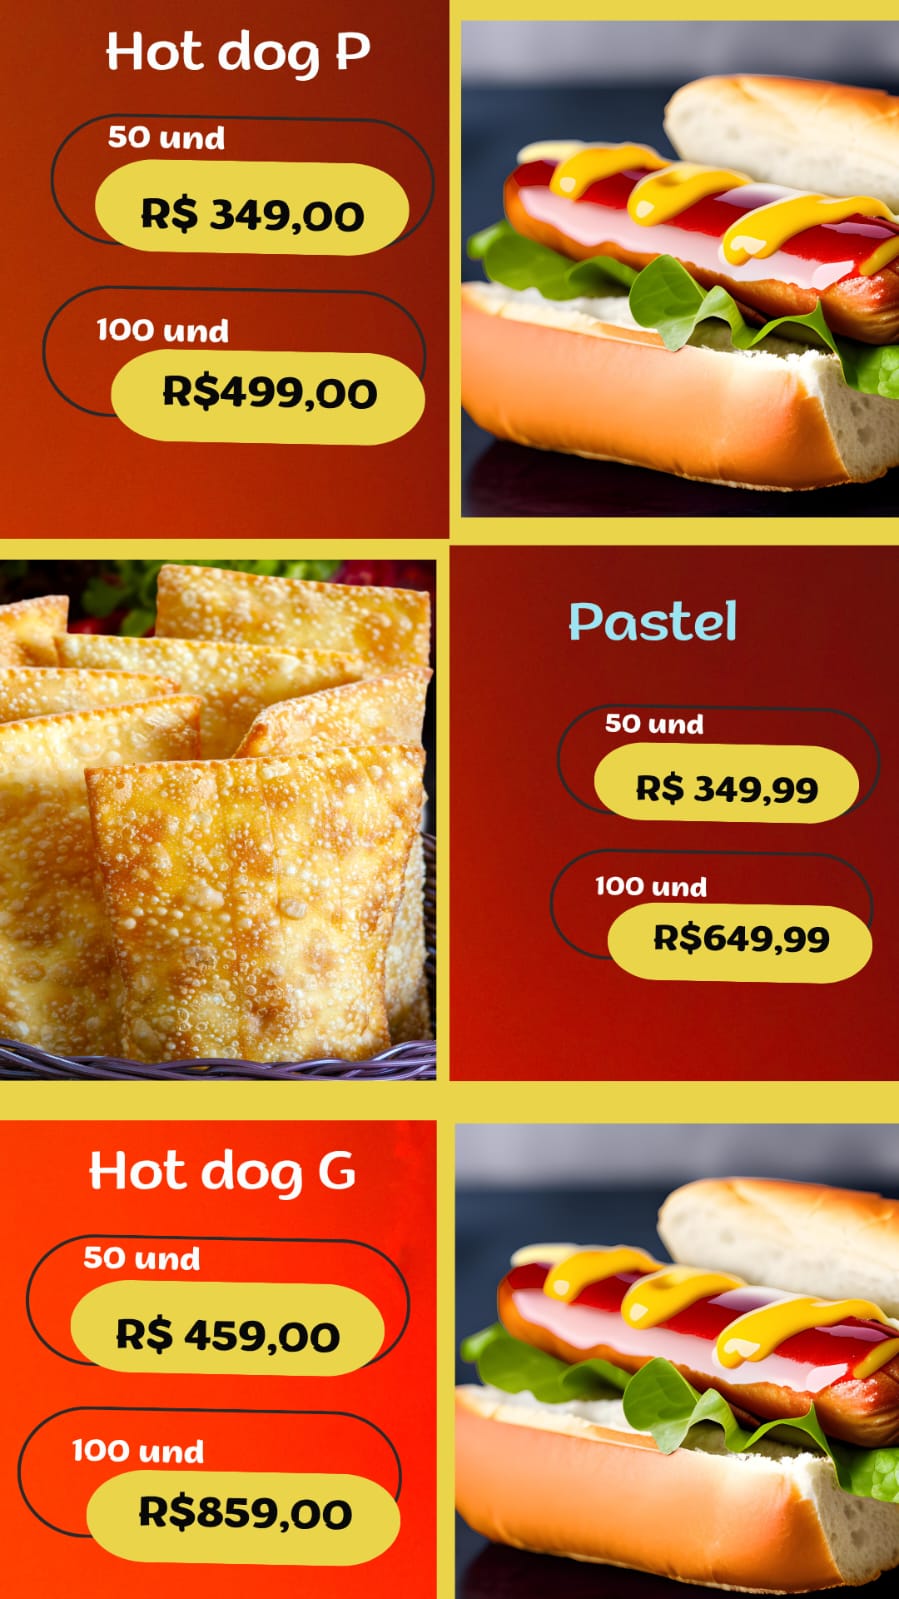 Hot dog P
50 und
R$ 349,00
100 und
R$499,00
Pastel
50 und
R$ 349,99
100 und
R$649,99
Hot dog G
50 und
R$ 459,00
100 und
R$859,00